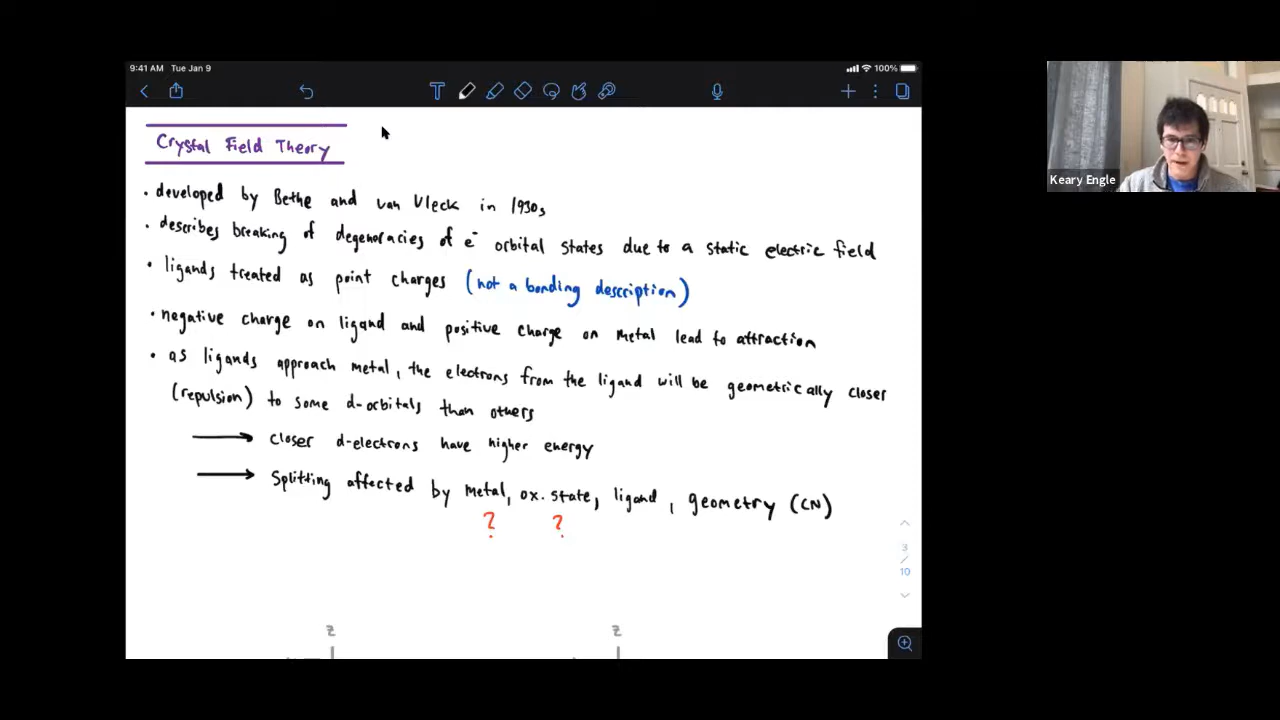 9:41 AM Tue Jan 9
100%
Crystal Field Theory
Keary Engle
• developed by Bethe and van Vleck in 1930s
• describes breaking of degeneracies of e⁻ orbital states due to a static electric field
• ligands treated as point charges (not a bonding description)
• negative charge on ligand and positive charge on metal lead to attraction
• as ligands approach metal, the electrons from the ligand will be geometrically closer
(repulsion) to some d-orbitals than others
→ closer d-electrons have higher energy
→ Splitting affected by metal, ox. state, ligand, geometry (CN)
? ?
3
/
10
z z